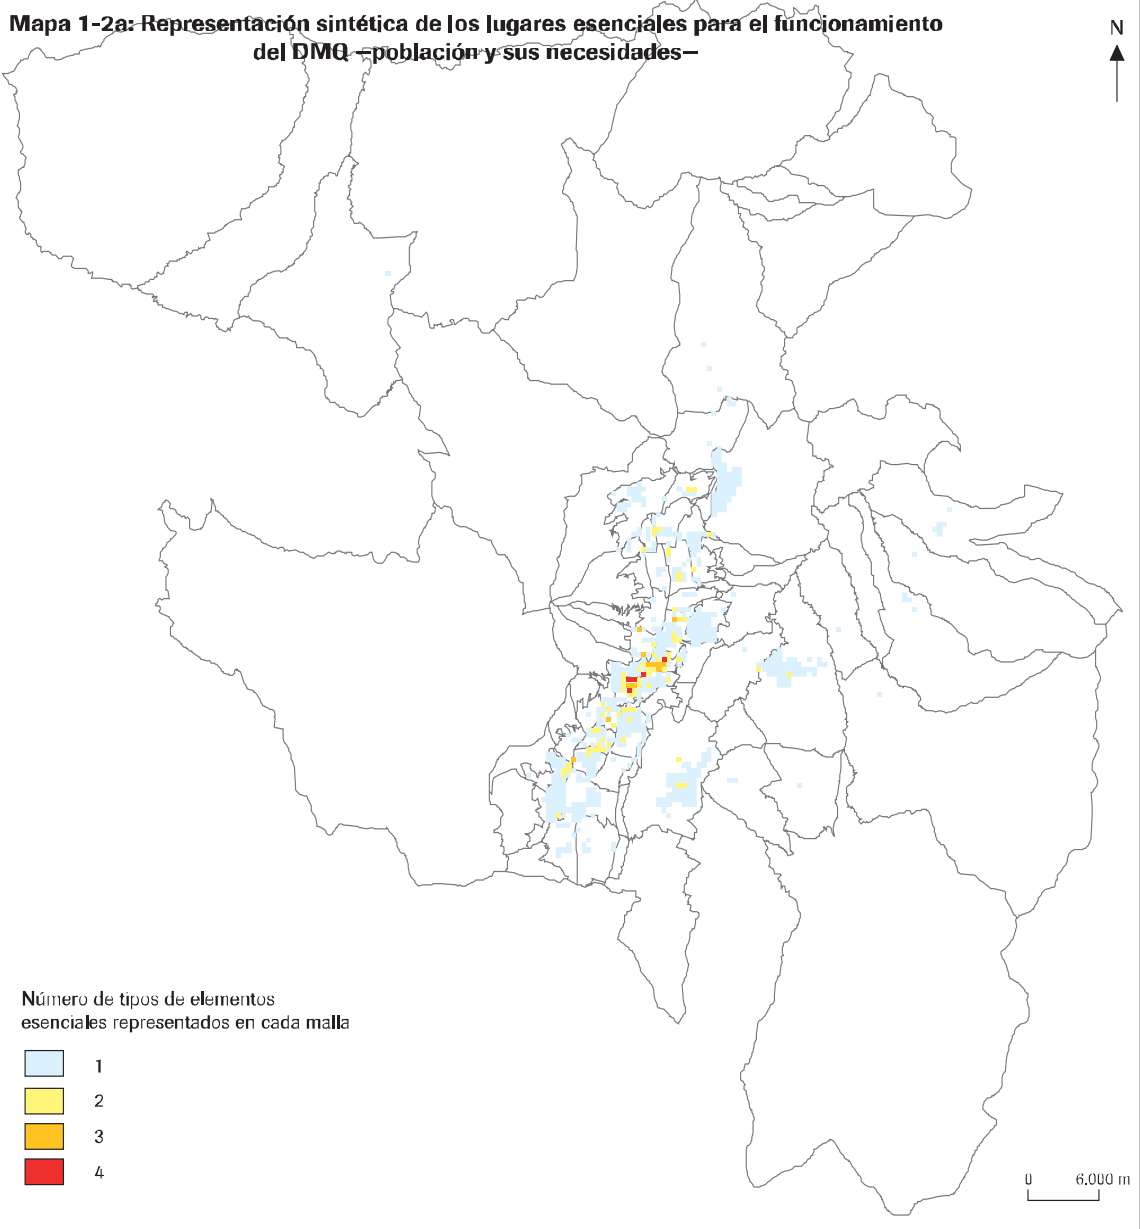 Mapa 1-2a: Representación sintética de los lugares esenciales para el funcionamiento
del DMQ —población y sus necesidades—
N
Número de tipos de elementos
esenciales representados en cada malla
1
2
3
4
0 6.000 m